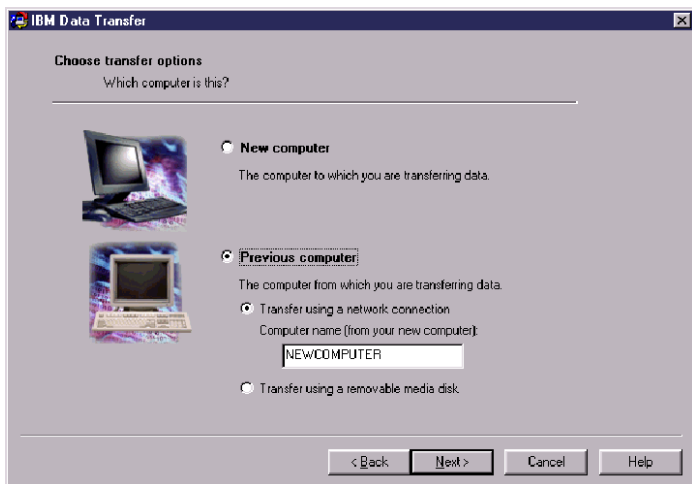 IBM Data Transfer
Choose transfer options
Which computer is this?
New computer
The computer to which you are transferring data.
Previous computer
The computer from which you are transferring data.
Transfer using a network connection
Computer name (from your new computer):
NEWCOMPUTER
Transfer using a removable media disk
< Back Next > Cancel Help